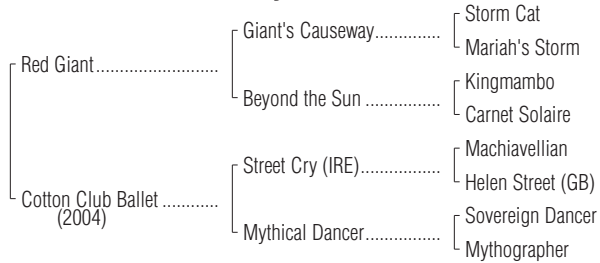 Storm Cat
Giant's Causeway..............
Mariah's Storm
Red Giant..........................
Kingmambo
Beyond the Sun ................
Carnet Solaire
Machiavellian
Street Cry (IRE).................
Helen Street (GB)
Cotton Club Ballet ............
(2004)
Sovereign Dancer
Mythical Dancer................
Mythographer